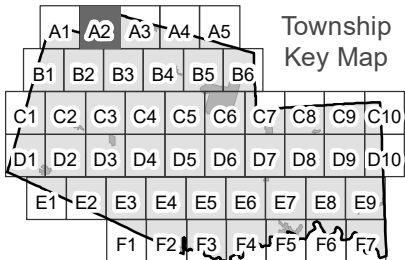 Township
Key Map
A1 A2 A3 A4 A5
B1 B2 B3 B4 B5 B6
C1 C2 C3 C4 C5 C6 C7 C8 C9 C10
D1 D2 D3 D4 D5 D6 D7 D8 D9 D10
E1 E2 E3 E4 E5 E6 E7 E8 E9
F1 F2 F3 F4 F5 F6 F7